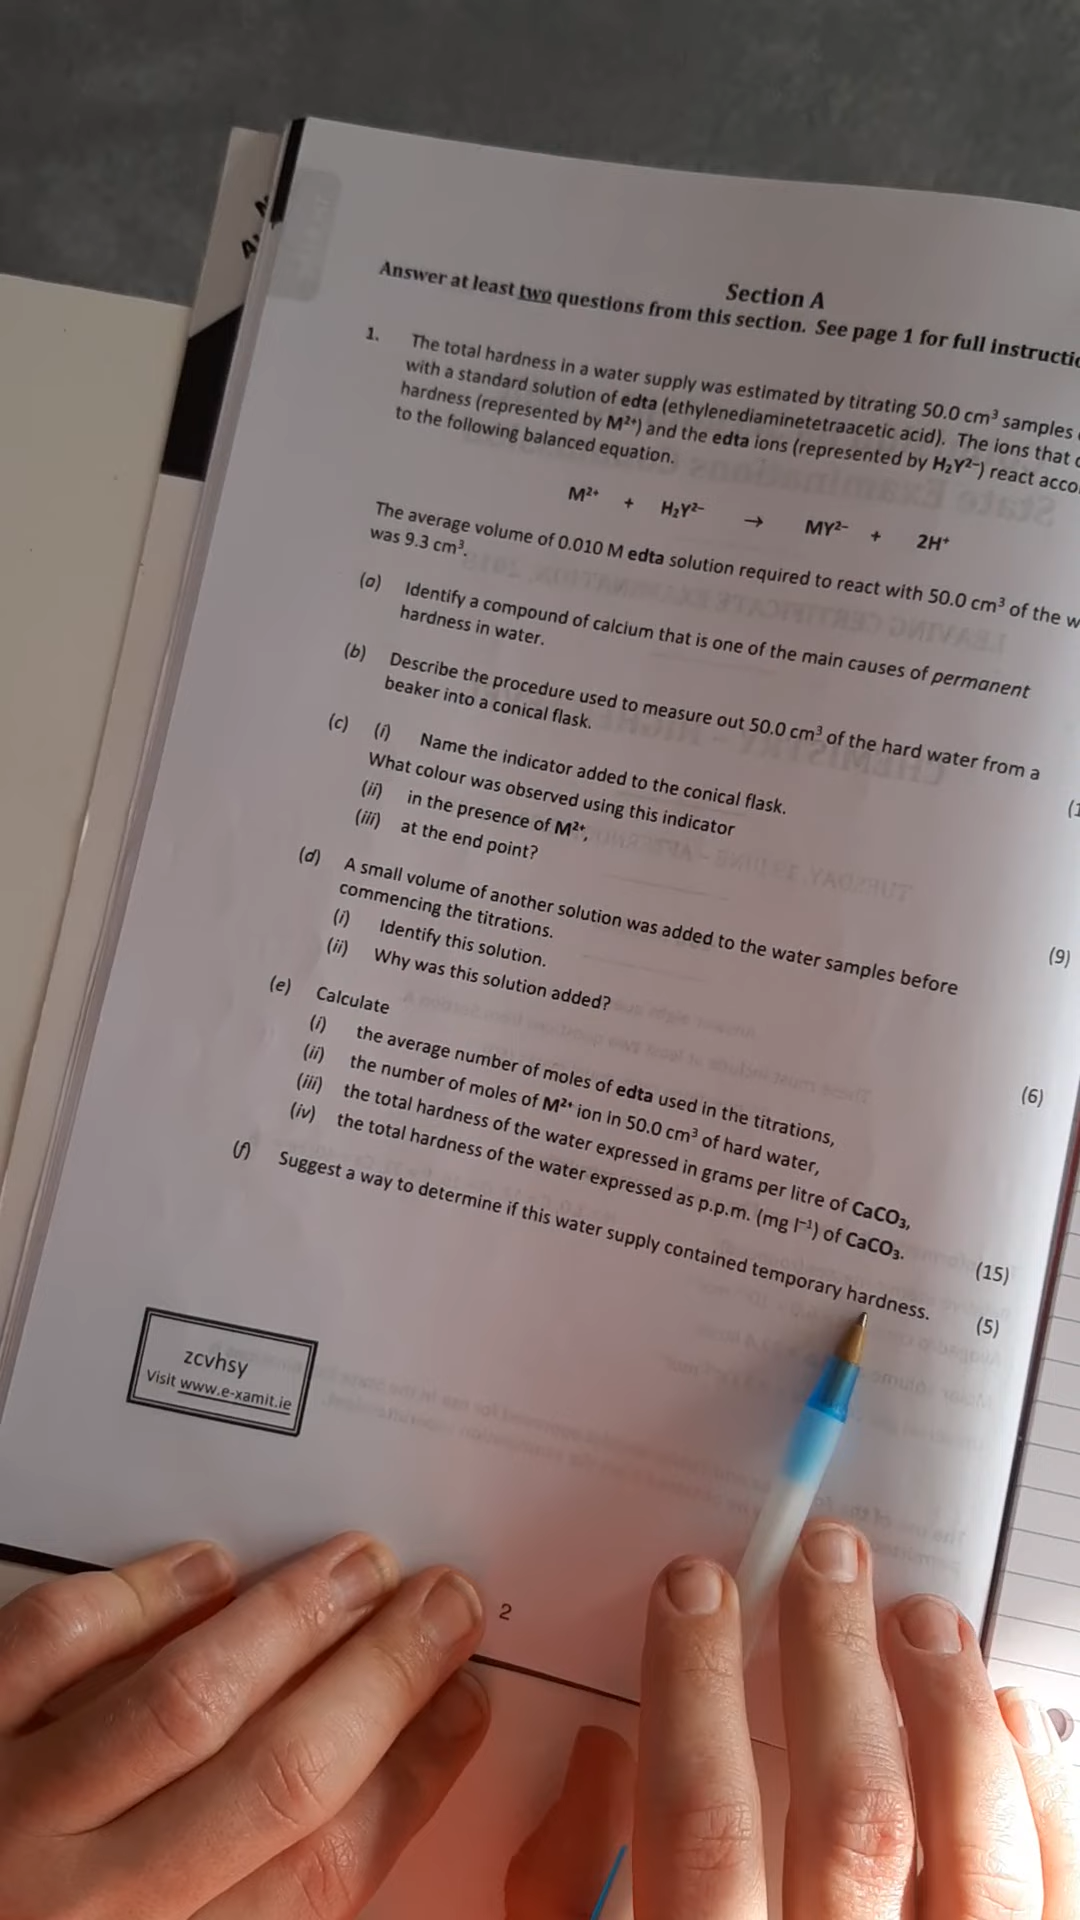 Section A
Answer at least two questions from this section. See page 1 for full
1. The total hardness in a water supply was estimated by titrating 50.0 cm³ samples
with a standard solution of edta (ethylenediaminetetraacetic acid). The ions that
hardness (represented by M²⁺) and the edta ions (represented by H₂Y²⁻) react
to the following balanced equation.
M²⁺ + H₂Y²⁻ → MY²⁻ + 2H⁺
The average volume of 0.010 M edta solution required to react with 50.0 cm³ of the
was 9.3 cm³.
(a) Identify a compound of calcium that is one of the main causes of permanent
hardness in water.
(b) Describe the procedure used to measure out 50.0 cm³ of the hard water from a
beaker into a conical flask.
(c) (i) Name the indicator added to the conical flask.
What colour was observed using this indicator
(ii) in the presence of M²⁺,
(iii) at the end point?
(9)
(d) A small volume of another solution was added to the water samples before
commencing the titrations.
(i) Identify this solution.
(ii) Why was this solution added?
(6)
(e) Calculate
(i) the average number of moles of edta used in the titrations,
(ii) the number of moles of M²⁺ ion in 50.0 cm³ of hard water,
(iii) the total hardness of the water expressed in grams per litre of CaCO₃,
(iv) the total hardness of the water expressed as p.p.m. (mg l⁻¹) of CaCO₃.
(15)
(f) Suggest a way to determine if this water supply contained temporary hardness.
(5)
zcvhsy
Visit www.e-xamit.ie
2